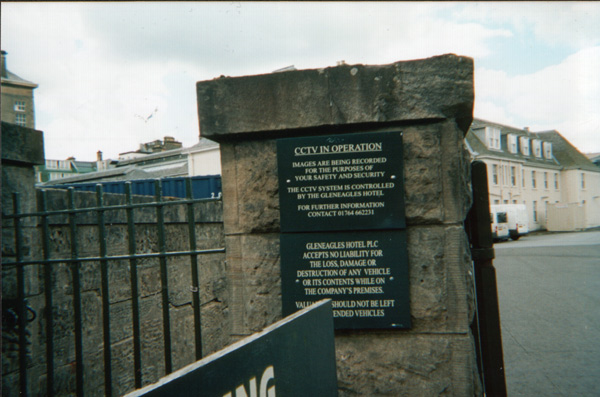 CCTV IN OPERATION
IMAGES ARE BEING RECORDED
FOR THE PURPOSES OF
YOUR SAFETY AND SECURITY
THE CCTV SYSTEM IS CONTROLLED
BY THE GLENEAGLES HOTEL
FOR FURTHER INFORMATION
CONTACT 01764 662231
GLENEAGLES HOTEL PLC
ACCEPTS NO LIABILITY FOR
THE LOSS, DAMAGE OR
DESTRUCTION OF ANY VEHICLE
OR ITS CONTENTS WHILE ON
THE COMPANY'S PREMISES.
SHOULD NOT BE LEFT
VEHICLES